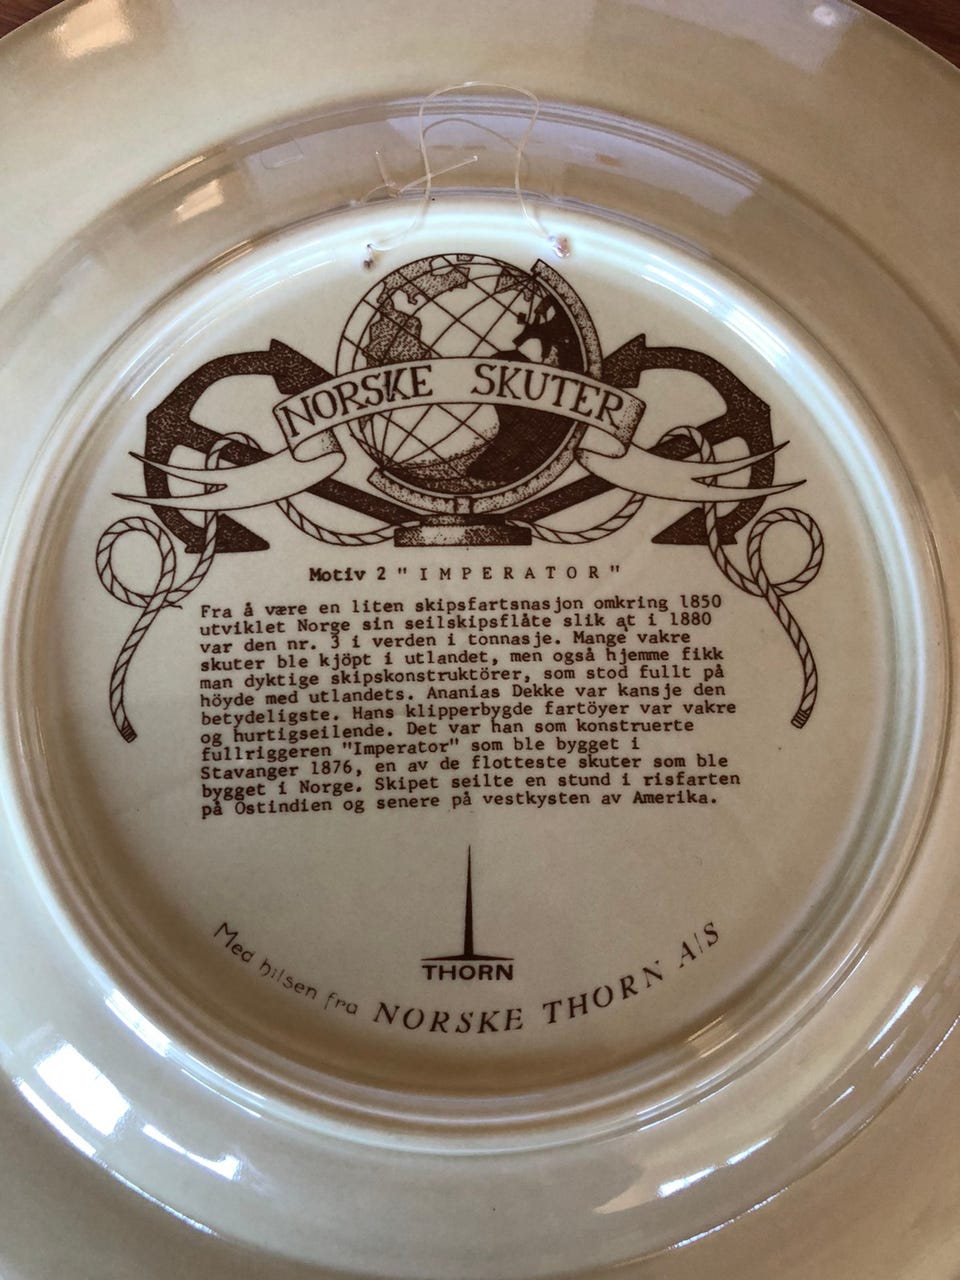 NORSKE SKUTER
Motiv 2 "IMPERATOR"
Fra å være en liten skipsfartsnasjon omkring 1850
utviklet Norge sin seilskipsflåte slik at i 1880
var den nr. 3 i verden i tonnasje. Mange vakre
skuter ble kjöpt i utlandet, men også hjemme fikk
man dyktige skipskonstruktörer, som stod fullt på
höyde med utlandets. Ananias Dekke var kansje den
betydeligste. Hans klipperbygde fartöyer var vakre
og hurtigseilende. Det var han som konstruerte
fullriggeren "Imperator" som ble bygget i
Stavanger 1876, en av de flotteste skuter som ble
bygget i Norge. Skipet seilte en stund i risfarten
på Ostindien og senere på vestkysten av Amerika.
THORN
Med hilsen fra NORSKE THORN A/S